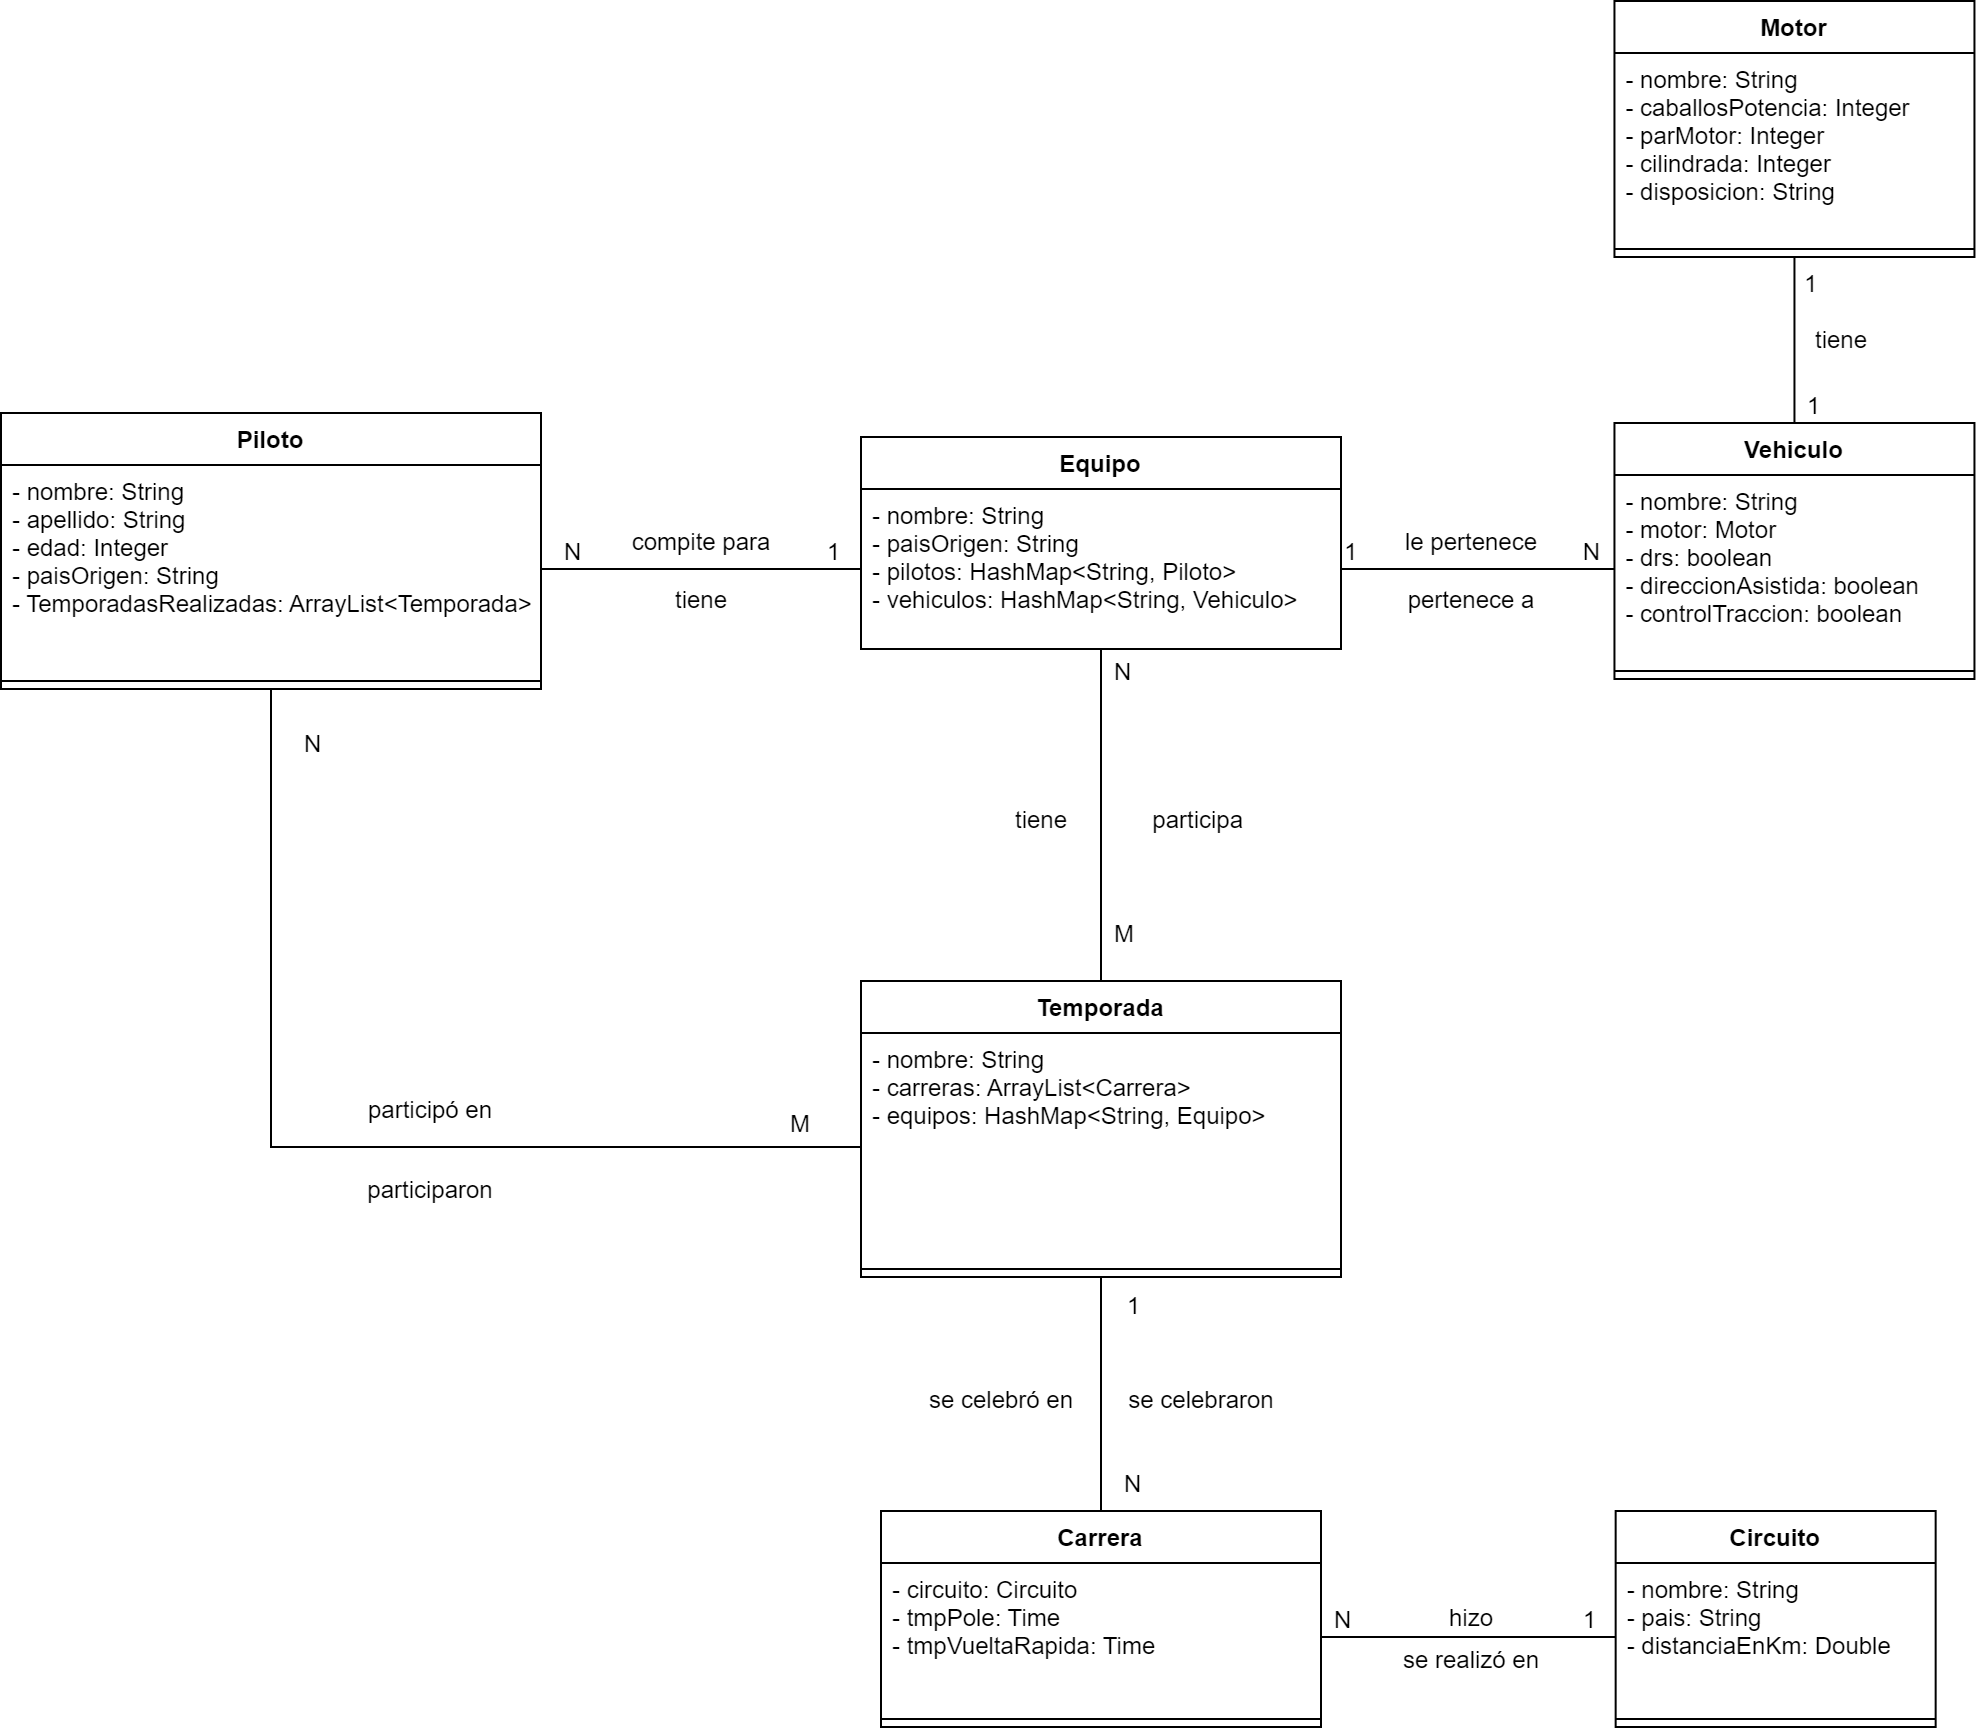 Motor
- nombre: String
- caballosPotencia: Integer
- parMotor: Integer
- cilindrada: Integer
- disposicion: String
1
tiene
1
Piloto
- nombre: String
- apellido: String
- edad: Integer
- paisOrigen: String
- TemporadasRealizadas: ArrayList<Temporada>
N
compite para
1
tiene
Equipo
- nombre: String
- paisOrigen: String
- pilotos: HashMap<String, Piloto>
- vehiculos: HashMap<String, Vehiculo>
1
le pertenece
N
pertenece a
Vehiculo
- nombre: String
- motor: Motor
- drs: boolean
- direccionAsistida: boolean
- controlTraccion: boolean
N
N
tiene
participa
M
participó en
M
participaron
Temporada
- nombre: String
- carreras: ArrayList<Carrera>
- equipos: HashMap<String, Equipo>
1
se celebró en
se celebraron
N
Carrera
- circuito: Circuito
- tmpPole: Time
- tmpVueltaRapida: Time
N
hizo
1
se realizó en
Circuito
- nombre: String
- pais: String
- distanciaEnKm: Double